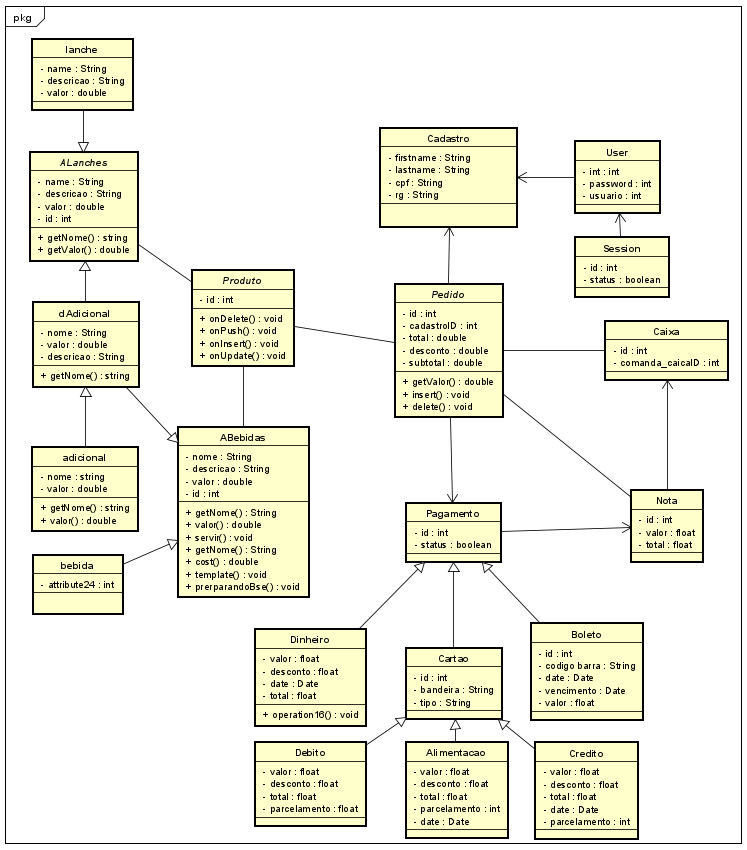 pkg
lanche
- name : String
- descricao : String
- valor : double
ALanches
- name : String
- descricao : String
- valor : double
- id : int
+ getNome() : string
+ getValor() : double
dAdicional
- nome : String
- valor : double
- descricao : String
+ getNome() : string
adicional
- nome : string
- valor : double
+ getNome() : string
+ valor() : double
bebida
- attribute24 : int
Produto
- id : int
+ onDelete() : void
+ onPush() : void
+ onInsert() : void
+ onUpdate() : void
ABebidas
- nome : String
- descricao : String
- valor : double
- id : int
+ getNome() : String
+ valor() : double
+ servir() : void
+ getNome() : String
+ cost() : double
+ template() : void
+ prerparandoBse() : void
Cadastro
- firstname : String
- lastname : String
- cpf : String
- rg : String
User
- int : int
- password : int
- usuario : int
Session
- id : int
- status : boolean
Pedido
- id : int
- cadastroID : int
- total : double
- desconto : double
- subtotal : double
+ getValor() : double
+ insert() : void
+ delete() : void
Caixa
- id : int
- comanda_caicaID : int
Pagamento
- id : int
- status : boolean
Nota
- id : int
- valor : float
- total : float
Dinheiro
- valor : float
- desconto : float
- date : Date
- total : float
+ operation16() : void
Cartao
- id : int
- bandeira : String
- tipo : String
Boleto
- id : int
- codigo barra : String
- date : Date
- vencimento : Date
- valor : float
Debito
- valor : float
- desconto : float
- total : float
- parcelamento : float
Alimentacao
- valor : float
- desconto : float
- total : float
- parcelamento : int
- date : Date
Credito
- valor : float
- desconto : float
- total : float
- date : Date
- parcelamento : int